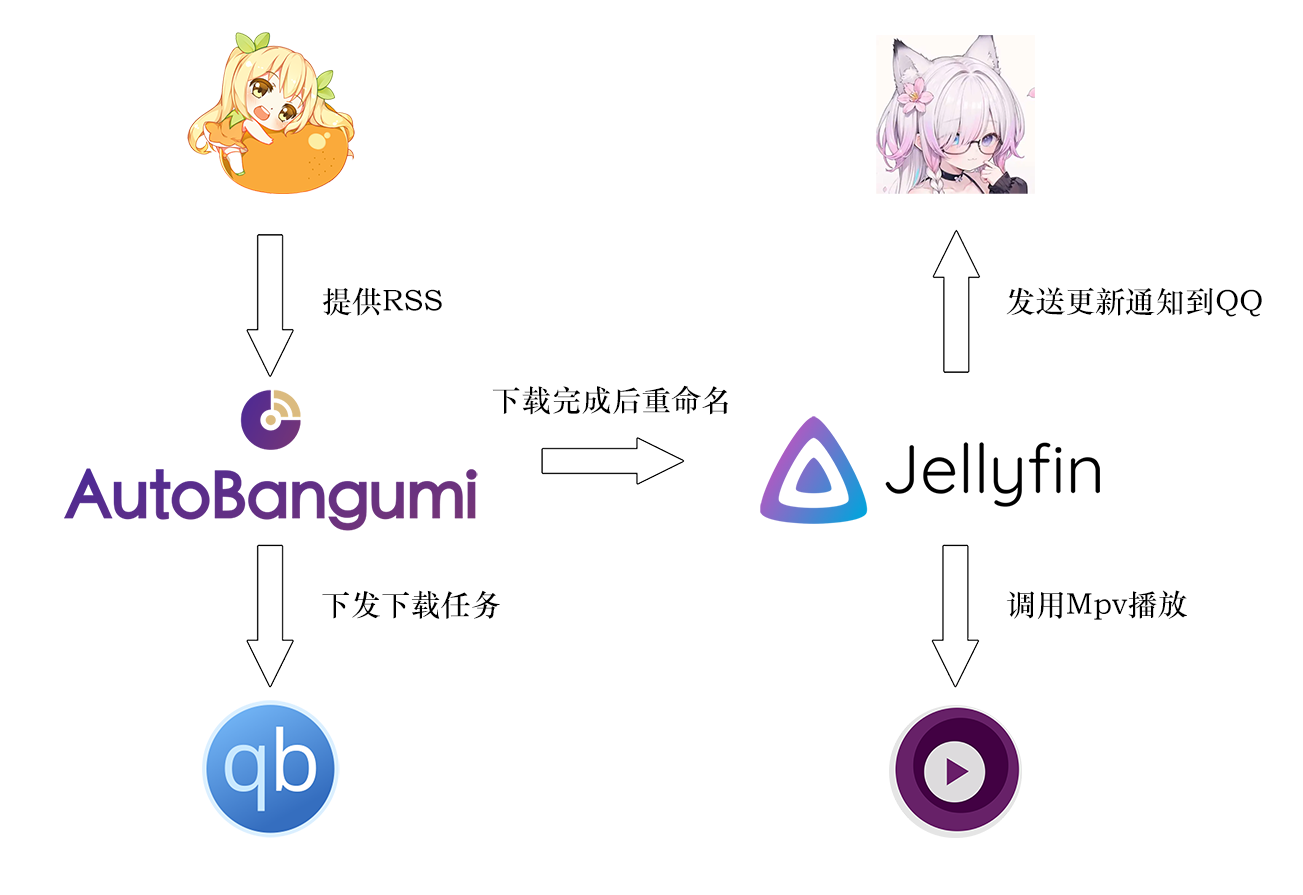 提供RSS
发送更新通知到QQ
下载完成后重命名
AutoBangumi
Jellyfin
下发下载任务
调用Mpv播放
qb